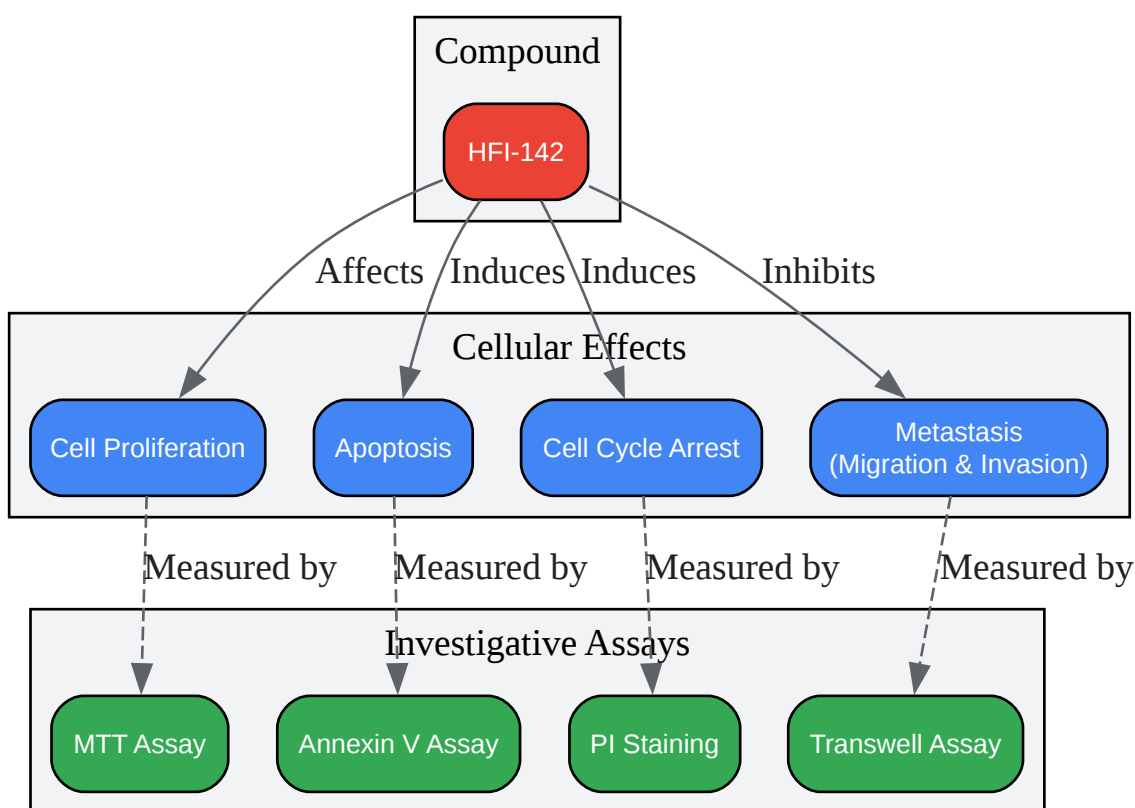 Compound
HFI-142
Affects
Induces
Induces
Inhibits
Cellular Effects
Cell Proliferation
Apoptosis
Cell Cycle Arrest
Metastasis
(Migration & Invasion)
Measured by
Measured by
Measured by
Measured by
Investigative Assays
MTT Assay
Annexin V Assay
PI Staining
Transwell Assay